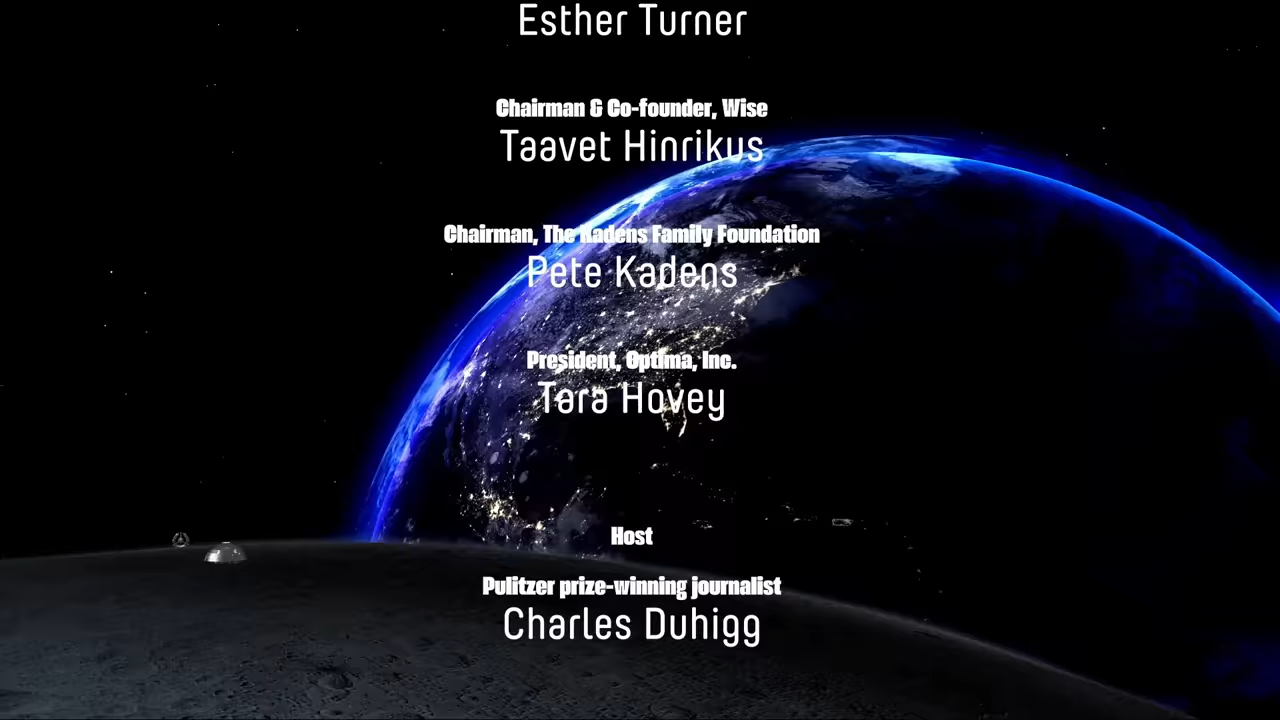 Esther Turner
Chairman & Co-founder, Wise
Taavet Hinrikus
Chairman, The Kadens Family Foundation
Pete Kadens
President, Optima, Inc.
Tara Hovey
Host
Pulitzer prize-winning journalist
Charles Duhigg